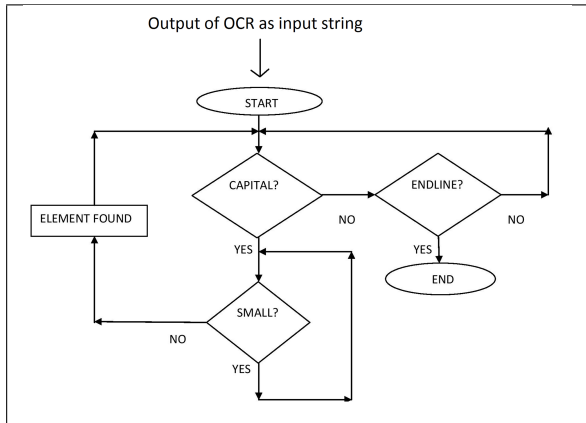 Output of OCR as input string
START
CAPITAL?
ENDLINE?
ELEMENT FOUND
NO
NO
YES
YES
END
SMALL?
NO
YES